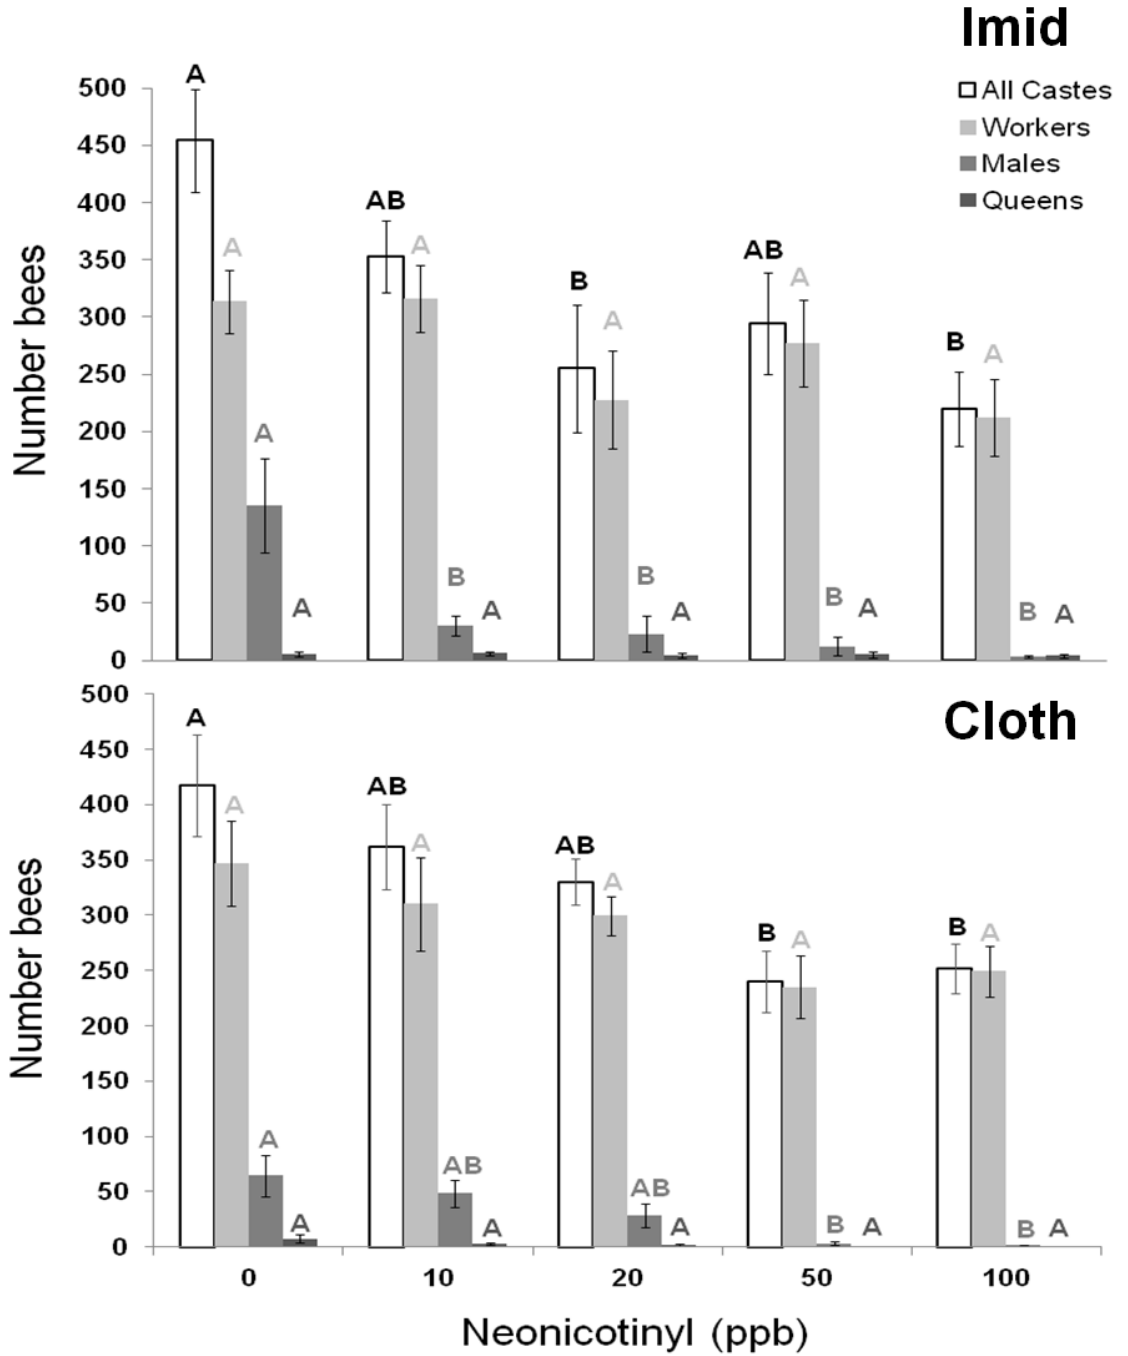 Imid
All Castes
Workers
Males
Queens
Number bees
500
450
400
350
300
250
200
150
100
50
0
A
A
A
A
AB
A
B
A
B
A
B
A
AB
A
B
A
B
A
B
A
Cloth
Number bees
500
450
400
350
300
250
200
150
100
50
0
A
A
A
A
AB
A
AB
A
AB
A
AB
A
B
A
B
A
B
A
B
A
0 10 20 50 100
Neonicotinyl (ppb)